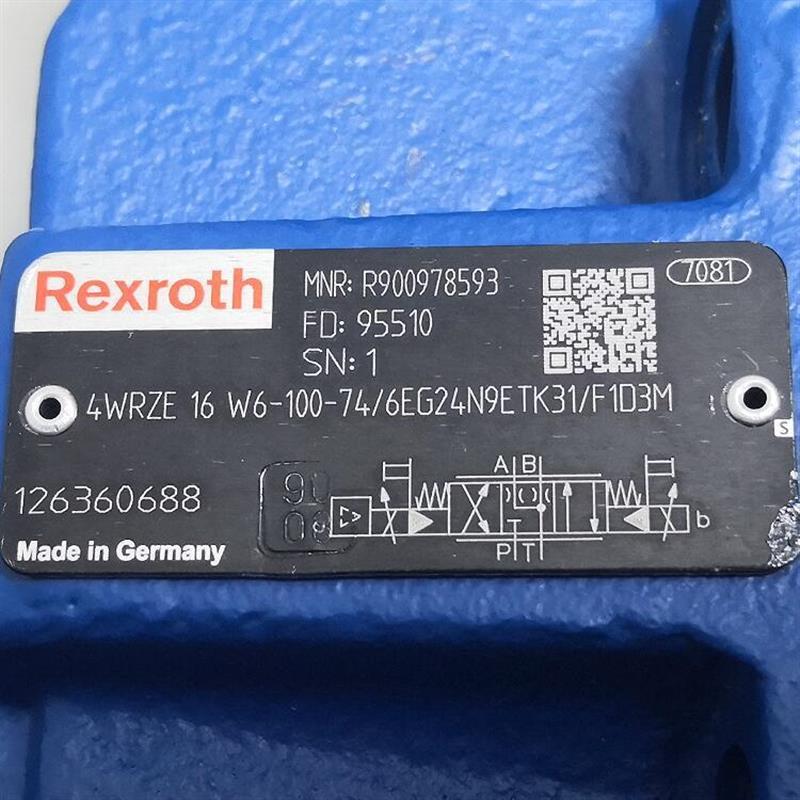 Rexroth
MNR: R900978593
7081
FD: 95510
SN: 1
4WRZE 16 W6-100-74/6EG24N9ETK31/F1D3M
S
126360688
A B
P T
T
b
Made in Germany